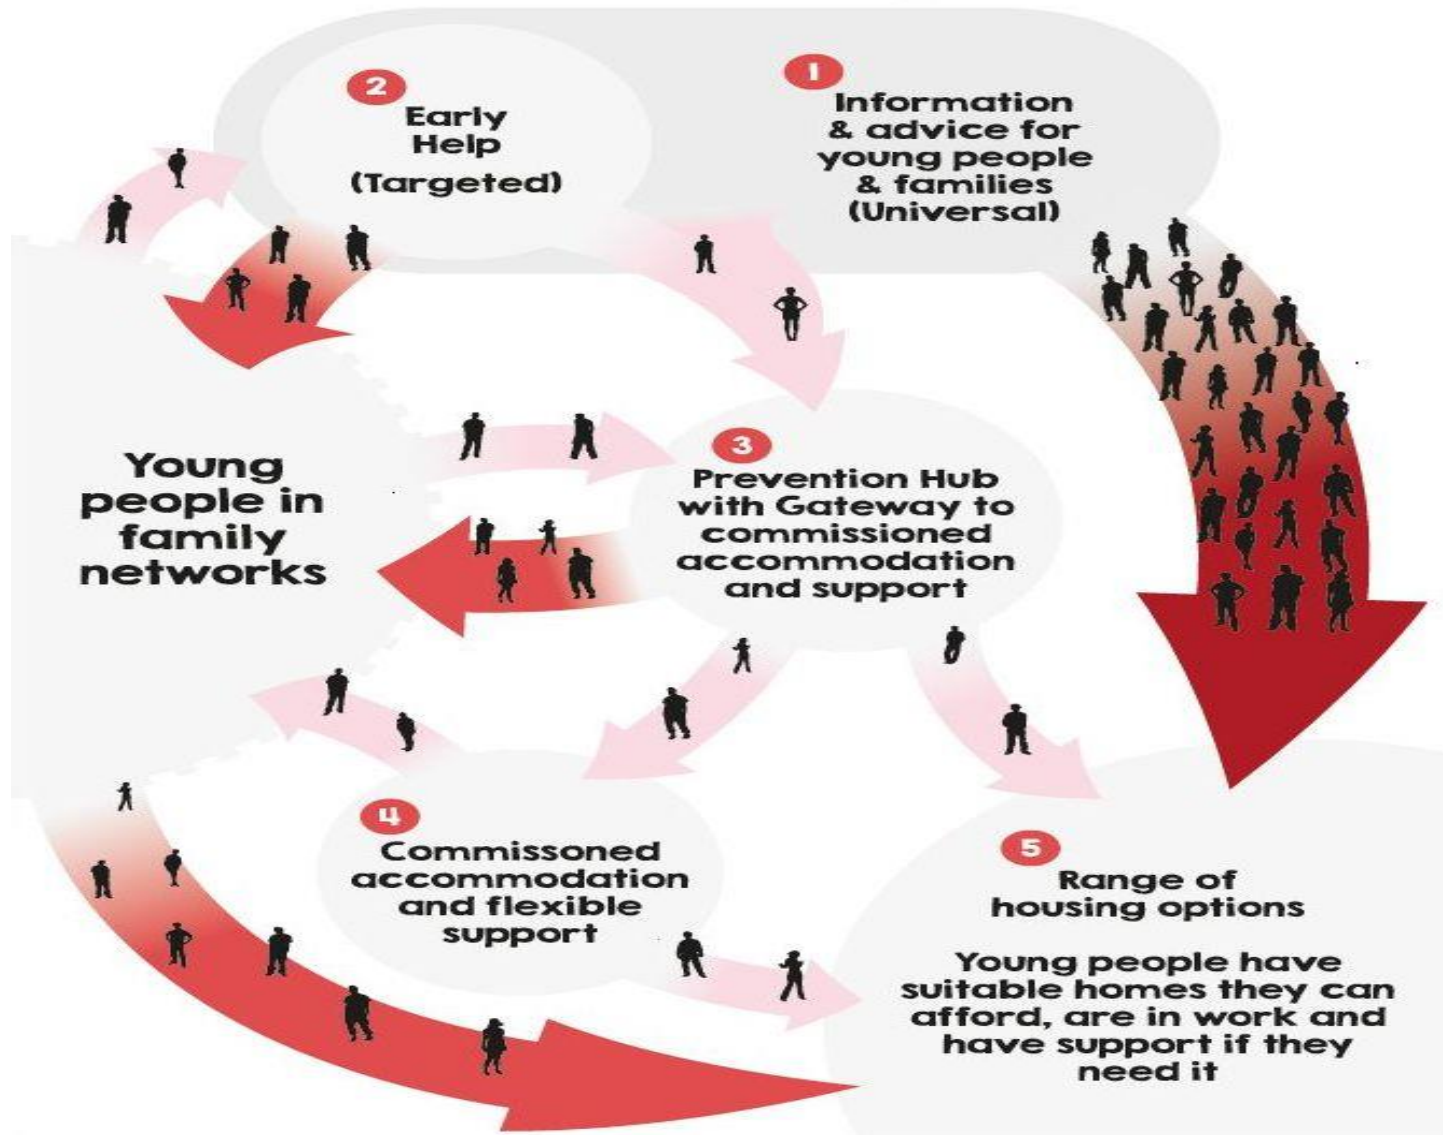 1
Information
& advice for
young people
& families
(Universal)
2
Early
Help
(Targeted)
Young
people in
family
networks
3
Prevention Hub
with Gateway to
commissioned
accommodation
and support
4
Commissoned
accommodation
and flexible
support
5
Range of
housing options
Young people have
suitable homes they can
afford, are in work and
have support if they
need it